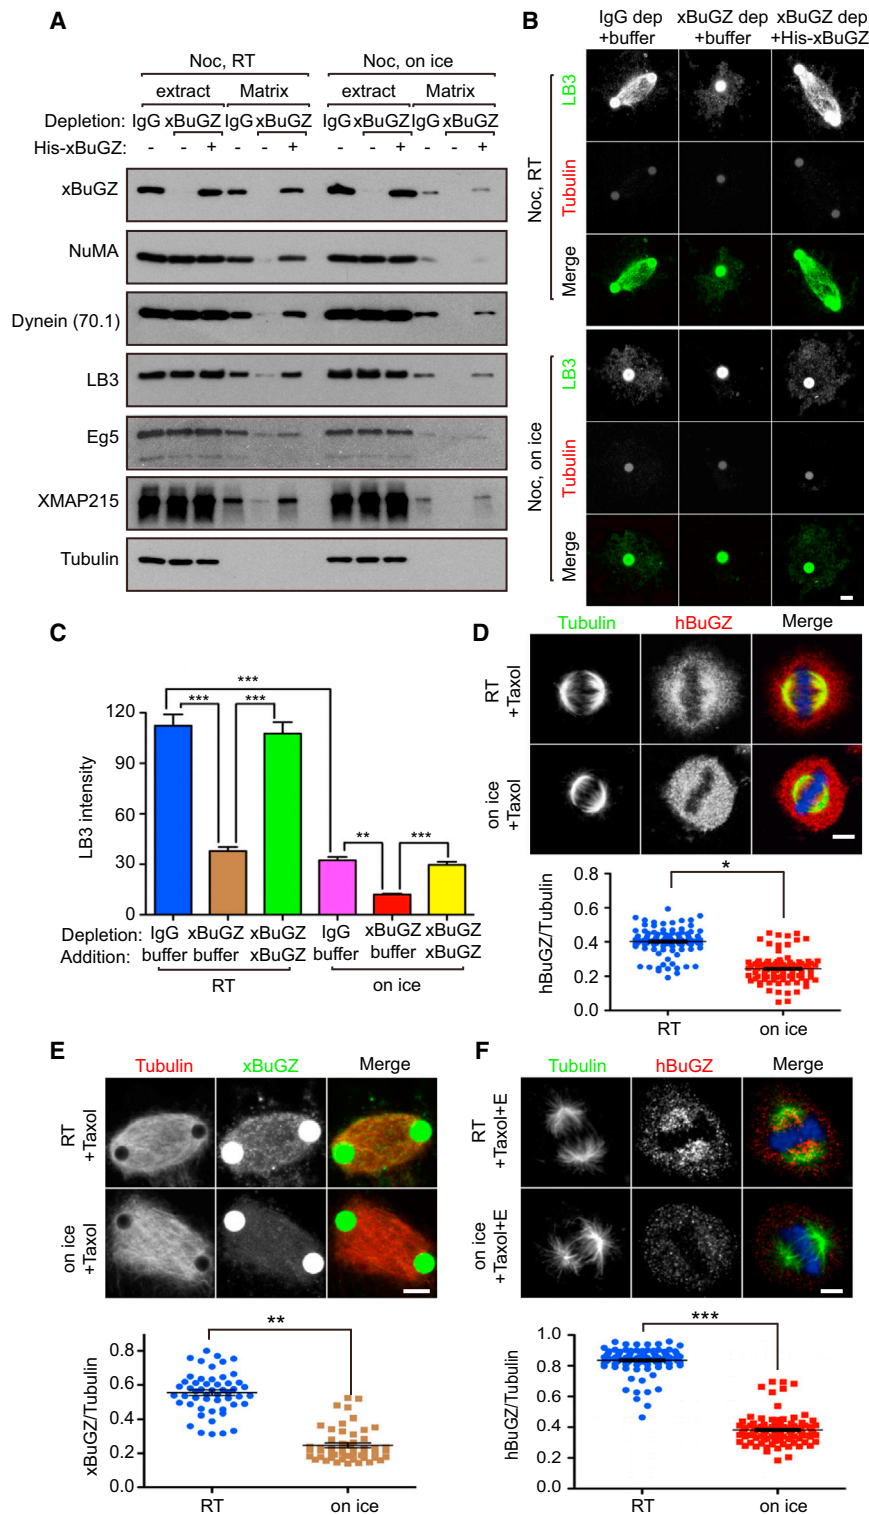 A
Noc, RT
Noc, on ice
extract
Matrix
extract
Matrix
Depletion:
IgG
xBuGZ
IgG
xBuGZ
IgG
xBuGZ
IgG
xBuGZ
His-xBuGZ:
- - + - - + - - + - - +
xBuGZ
NuMA
Dynein (70.1)
LB3
Eg5
XMAP215
Tubulin
B
IgG dep
+buffer
xBuGZ dep
+buffer
xBuGZ dep
+His-xBuGZ
Noc, RT
LB3
Tubulin
Merge
Noc, on ice
LB3
Tubulin
Merge
C
***
***
***
**
***
LB3 intensity
120
90
60
30
0
Depletion:
IgG
xBuGZ
xBuGZ
IgG
xBuGZ
xBuGZ
Addition:
buffer
buffer
xBuGZ
buffer
buffer
xBuGZ
RT
on ice
D
Tubulin
hBuGZ
Merge
RT
+Taxol
on ice
+Taxol
*
hBuGZ/Tubulin
0.8
0.6
0.4
0.2
0.0
RT
on ice
E
Tubulin
xBuGZ
Merge
RT
+Taxol
on ice
+Taxol
**
xBuGZ/Tubulin
0.8
0.6
0.4
0.2
0.0
RT
on ice
F
Tubulin
hBuGZ
Merge
RT
+Taxol+E
on ice
+Taxol+E
***
hBuGZ/Tubulin
1.0
0.8
0.6
0.4
0.2
0.0
RT
on ice